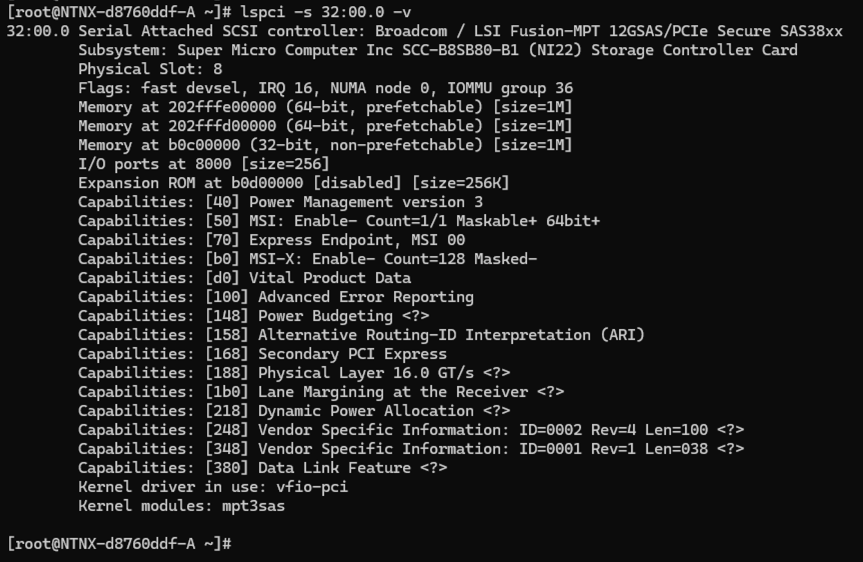 [root@NTNX-d8760ddf-A ~]# lspci -s 32:00.0 -v
32:00.0 Serial Attached SCSI controller: Broadcom / LSI Fusion-MPT 12GSAS/PCIe Secure SAS38xx
Subsystem: Super Micro Computer Inc SCC-B8SB80-B1 (NI22) Storage Controller Card
Physical Slot: 8
Flags: fast devsel, IRQ 16, NUMA node 0, IOMMU group 36
Memory at 202fffe00000 (64-bit, prefetchable) [size=1M]
Memory at 202fffd00000 (64-bit, prefetchable) [size=1M]
Memory at b0c00000 (32-bit, non-prefetchable) [size=1M]
I/O ports at 8000 [size=256]
Expansion ROM at b0d00000 [disabled] [size=256K]
Capabilities: [40] Power Management version 3
Capabilities: [50] MSI: Enable- Count=1/1 Maskable+ 64bit+
Capabilities: [70] Express Endpoint, MSI 00
Capabilities: [b0] MSI-X: Enable- Count=128 Masked-
Capabilities: [d0] Vital Product Data
Capabilities: [100] Advanced Error Reporting
Capabilities: [148] Power Budgeting <?>
Capabilities: [158] Alternative Routing-ID Interpretation (ARI)
Capabilities: [168] Secondary PCI Express
Capabilities: [188] Physical Layer 16.0 GT/s <?>
Capabilities: [1b0] Lane Margining at the Receiver <?>
Capabilities: [218] Dynamic Power Allocation <?>
Capabilities: [248] Vendor Specific Information: ID=0002 Rev=4 Len=100 <?>
Capabilities: [348] Vendor Specific Information: ID=0001 Rev=1 Len=038 <?>
Capabilities: [380] Data Link Feature <?>
Kernel driver in use: vfio-pci
Kernel modules: mpt3sas
[root@NTNX-d8760ddf-A ~]#